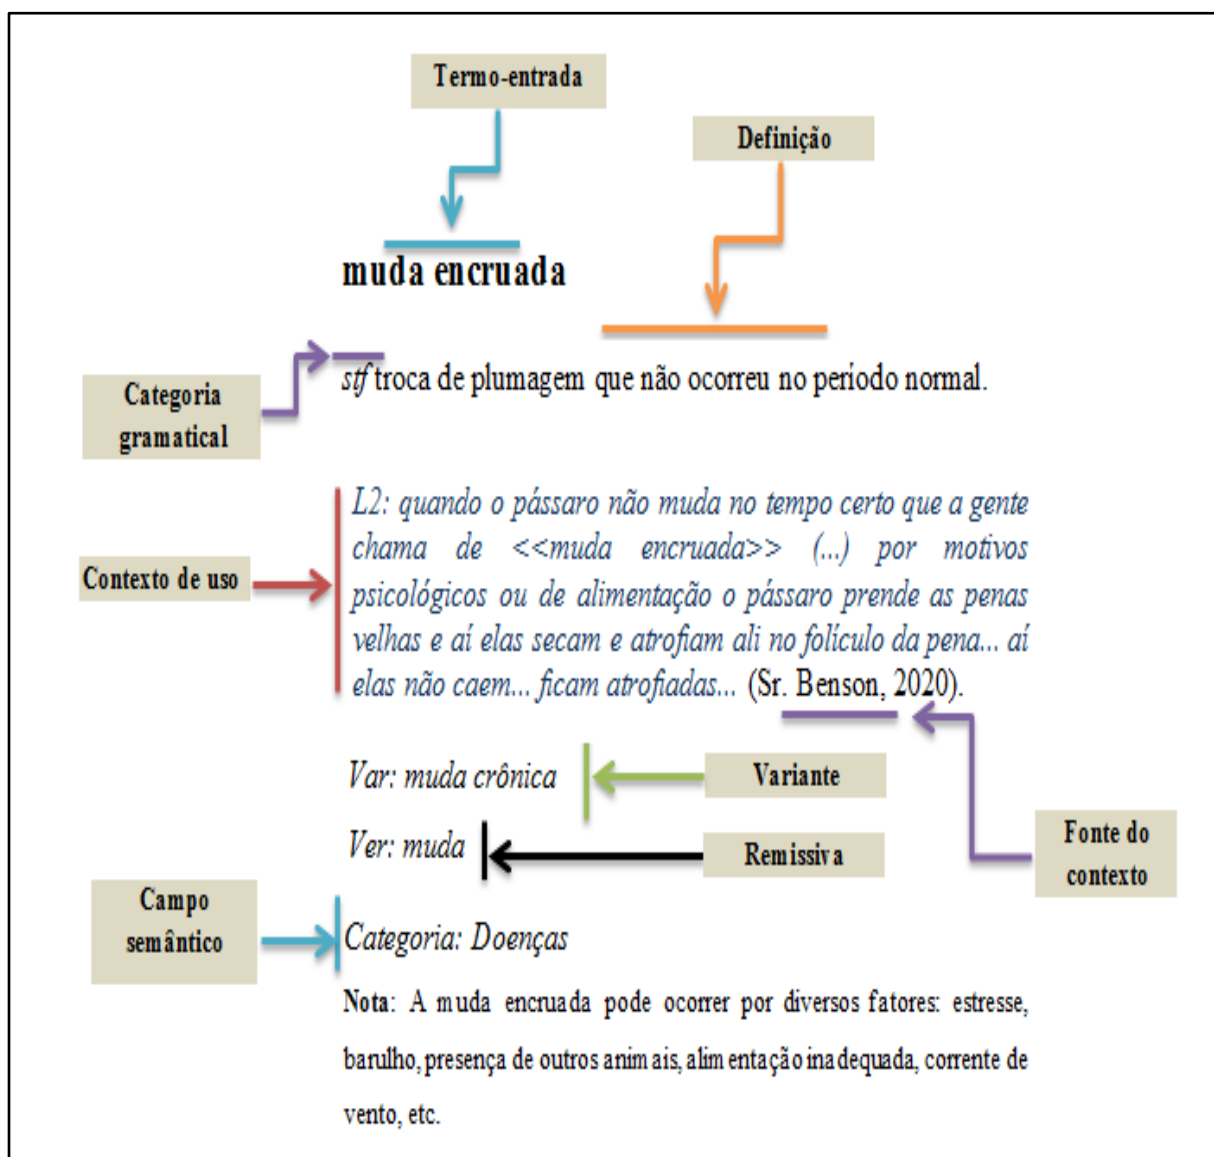 Termo-entrada
Definição
muda encruada
stf troca de plumagem que não ocorreu no período normal.
Categoria
gramatical
L2: quando o pássaro não muda no tempo certo que a gente
chama de <<muda encruada>> (...) por motivos
psicológicos ou de alimentação o pássaro prende as penas
velhas e aí elas secam e atrofiam ali no folículo da pena... aí
elas não caem... ficam atrofiadas... (Sr. Benson, 2020).
Contexto de uso
Var: muda crônica
Variante
Ver: muda
Remissiva
Fonte do
contexto
Campo
semântico
Categoria: Doenças
Nota: A muda encruada pode ocorrer por diversos fatores: estresse,
barulho, presença de outros animais, alimentação inadequada, corrente de
vento, etc.